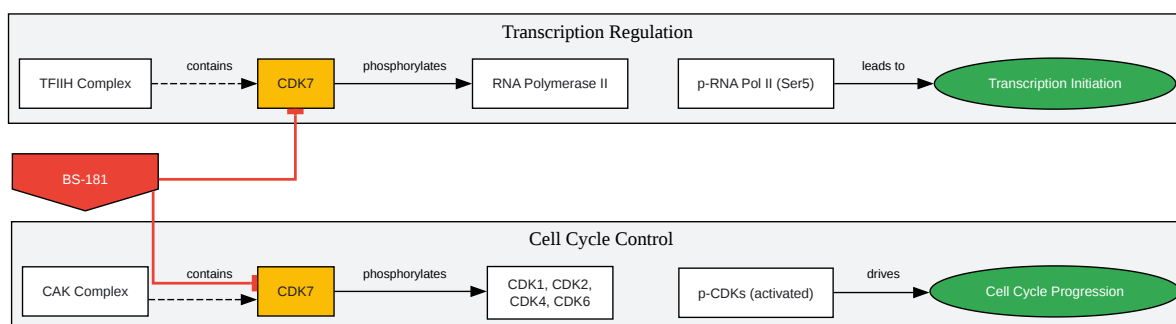 Transcription Regulation
TFIIH Complex
contains
CDK7
phosphorylates
RNA Polymerase II
p-RNA Pol II (Ser5)
leads to
Transcription Initiation
BS-181
Cell Cycle Control
CAK Complex
contains
CDK7
phosphorylates
CDK1, CDK2,
CDK4, CDK6
p-CDKs (activated)
drives
Cell Cycle Progression